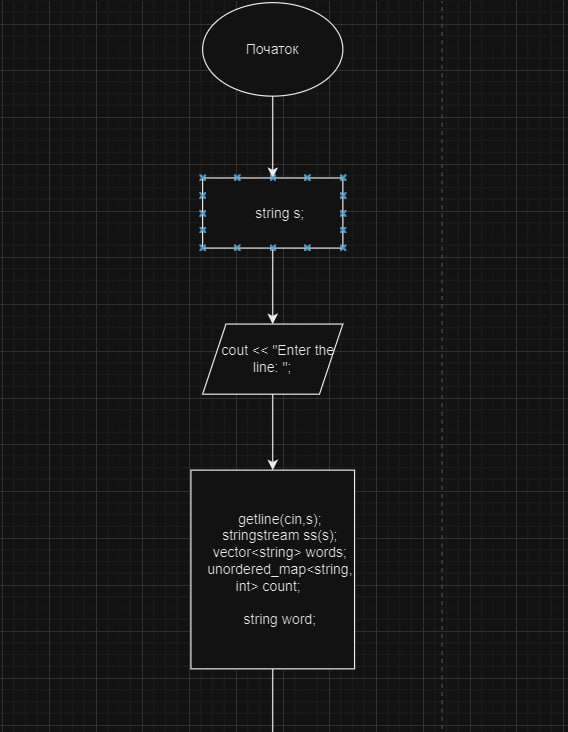 Початок
string s;
cout << "Enter the
line: ";
getline(cin,s);
stringstream ss(s);
vector<string> words;
unordered_map<string,
int> count;
string word;